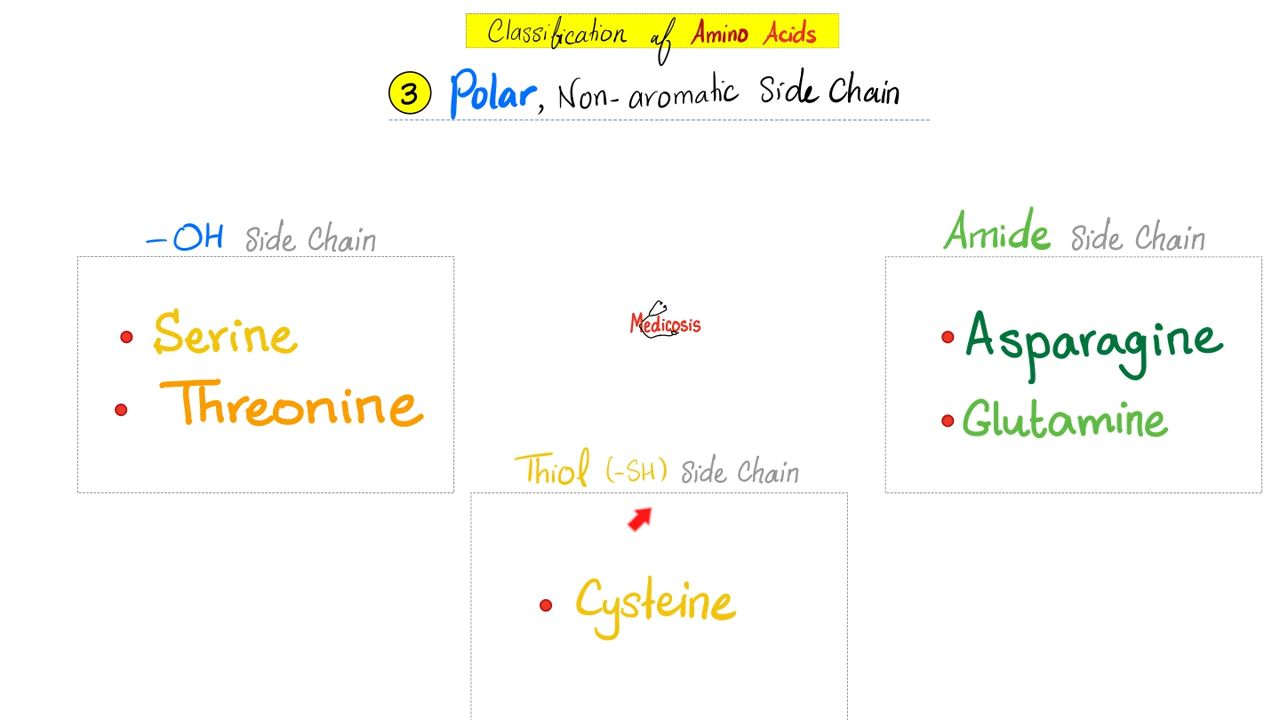 Classification of Amino Acids
3 Polar, Non-aromatic Side Chain
-OH Side Chain
• Serine
• Threonine
Medicosis
Amide Side Chain
• Asparagine
• Glutamine
Thiol (-SH) Side Chain
• Cysteine